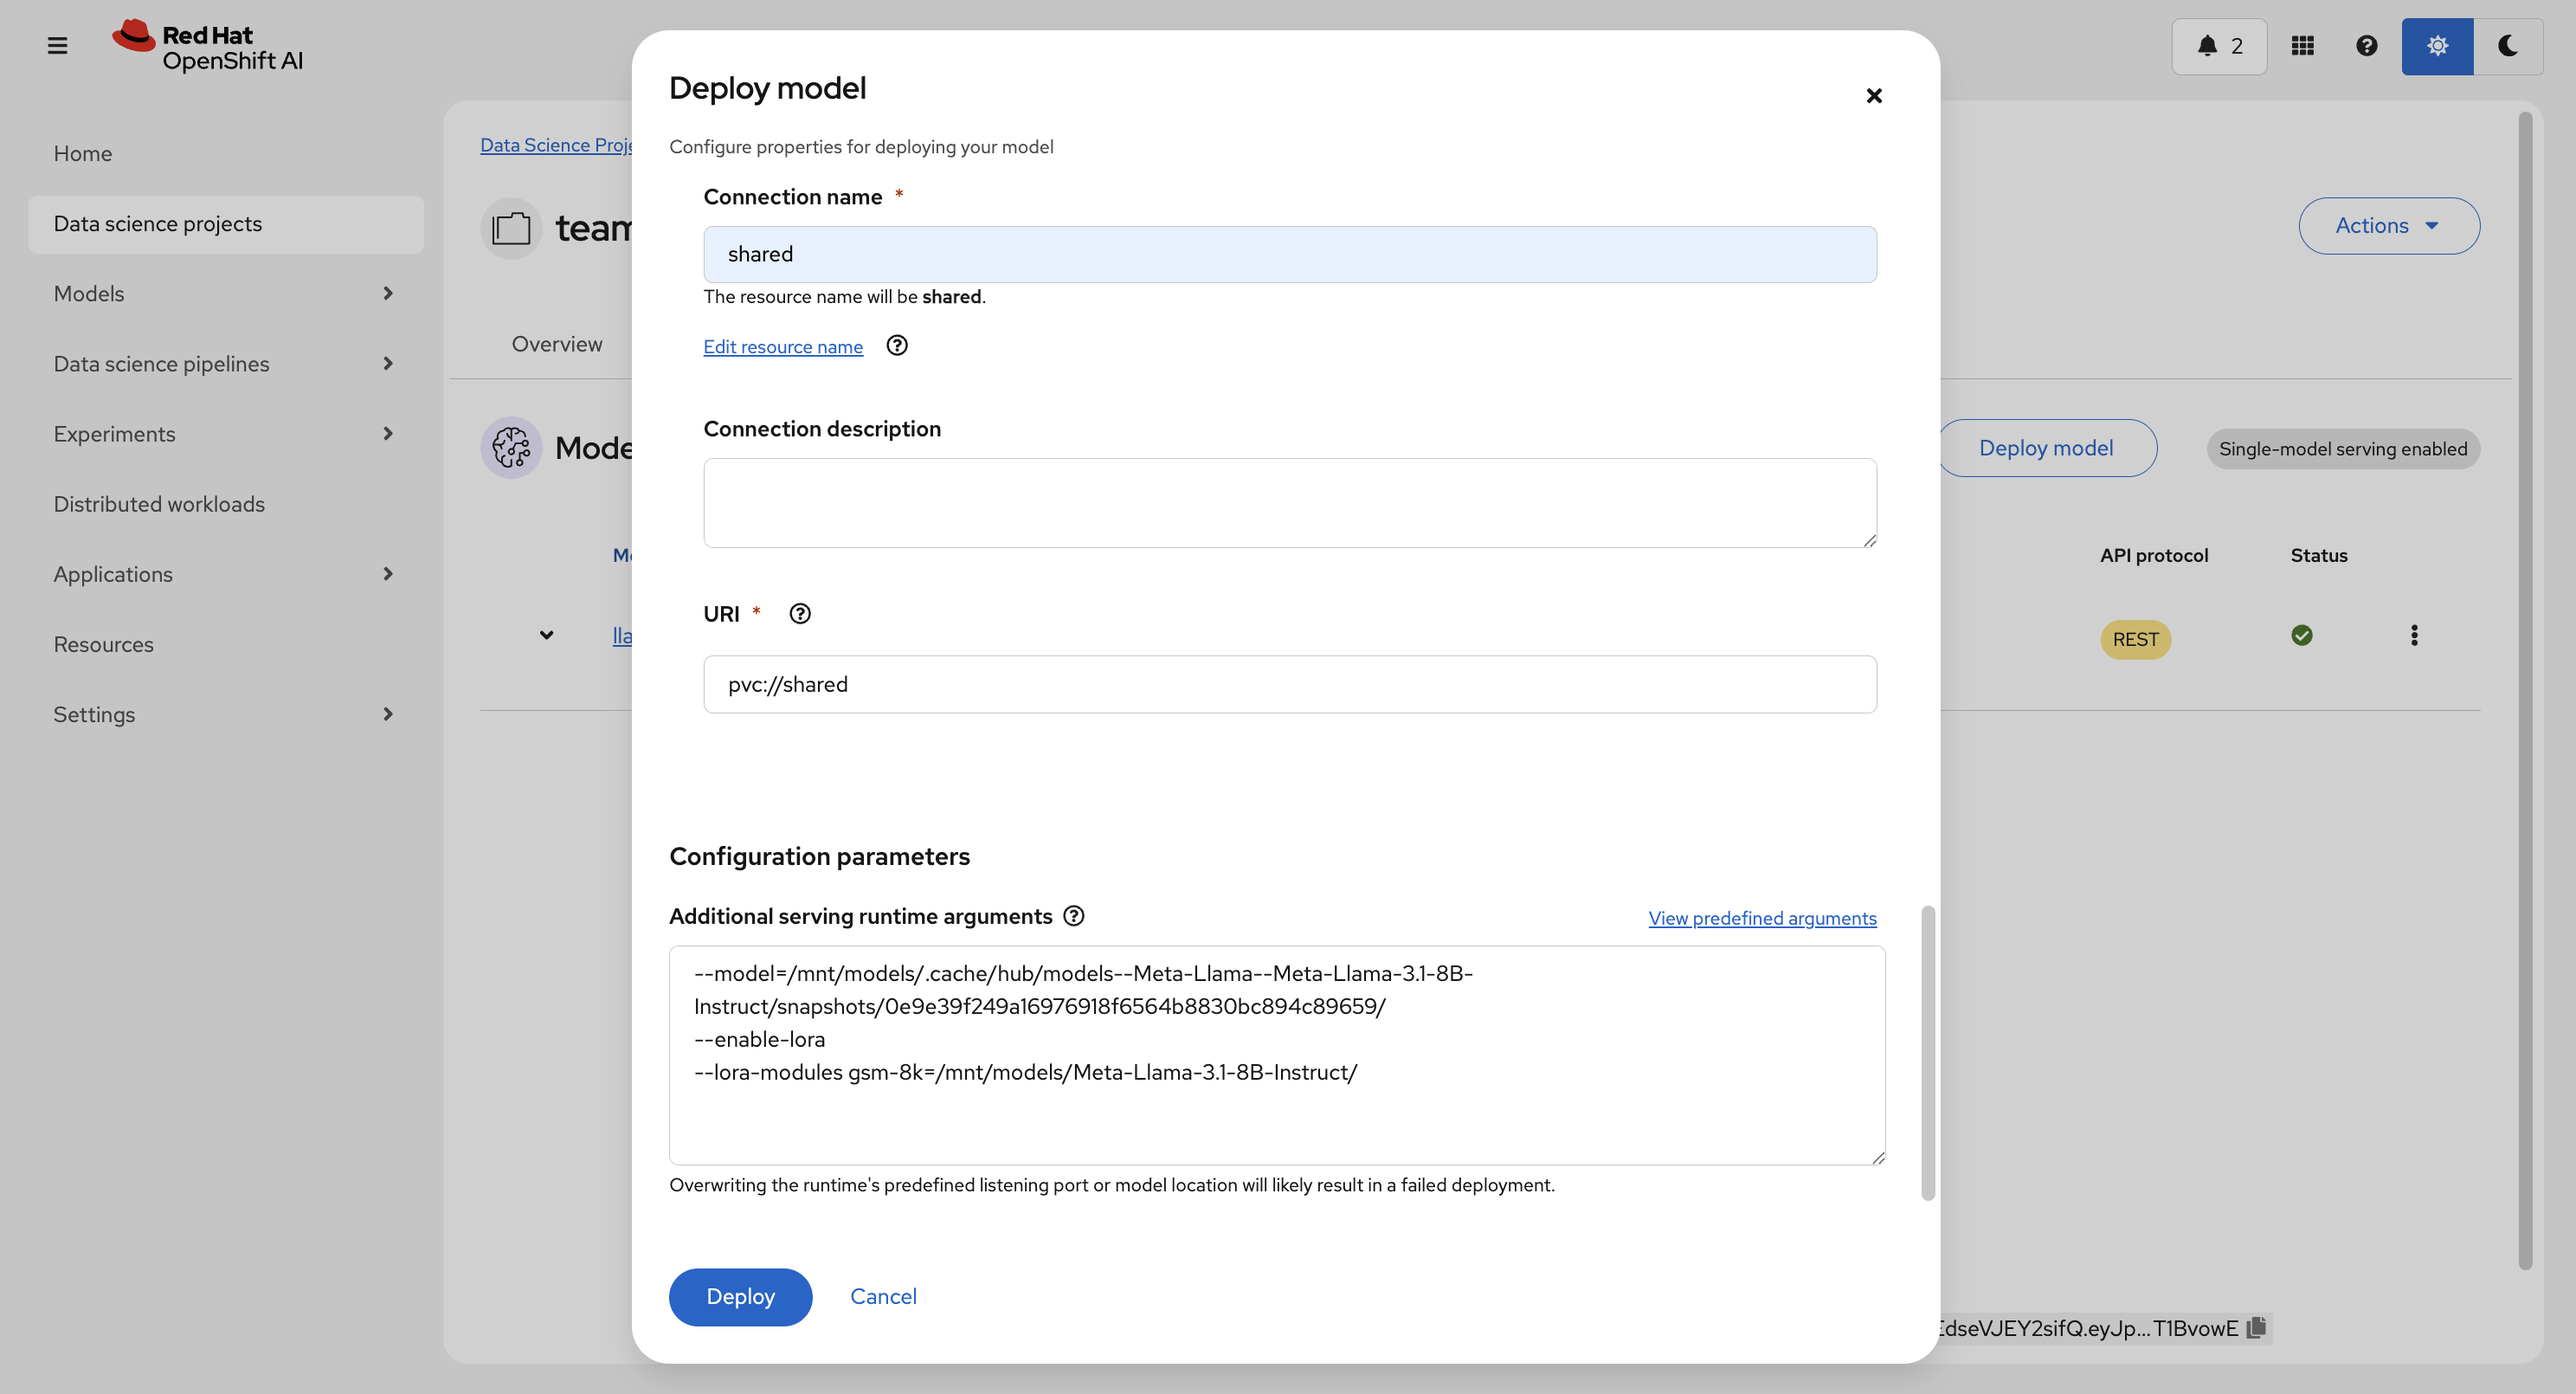 Red Hat
OpenShift AI
2
Home
Data science projects
Models
Data science pipelines
Experiments
Distributed workloads
Applications
Resources
Settings
Data Science Proje
team
Actions
Overview
Mode
Deploy model
Single-model serving enabled
API protocol
Status
lla
REST
EdseVJEY2sifQ.eyJp...T1BvowE
Deploy model
Configure properties for deploying your model
Connection name *
shared
The resource name will be shared.
Edit resource name
Connection description
URI *
pvc://shared
Configuration parameters
Additional serving runtime arguments
View predefined arguments
--model=/mnt/models/.cache/hub/models--Meta-Llama--Meta-Llama-3.1-8B-
Instruct/snapshots/0e9e39f249a16976918f6564b8830bc894c89659/
--enable-lora
--lora-modules gsm-8k=/mnt/models/Meta-Llama-3.1-8B-Instruct/
Overwriting the runtime's predefined listening port or model location will likely result in a failed deployment.
Deploy
Cancel